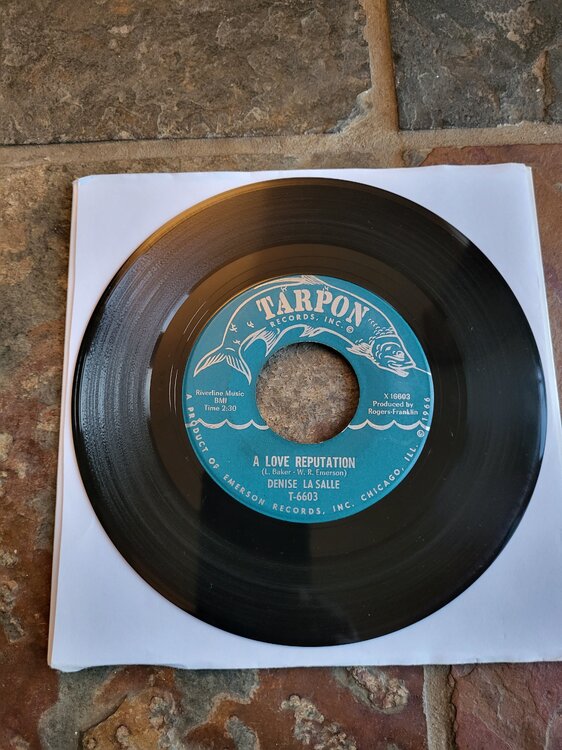 TARPON
RECORDS, INC. ©
Riverline Music
BMI
Time 2:30
X 16603
Produced by
Rogers-Franklin
A LOVE REPUTATION
(L. Baker - W. R. Emerson)
DENISE LA SALLE
T-6603
A PRODUCT OF EMERSON RECORDS, INC. CHICAGO, ILL. © 1966